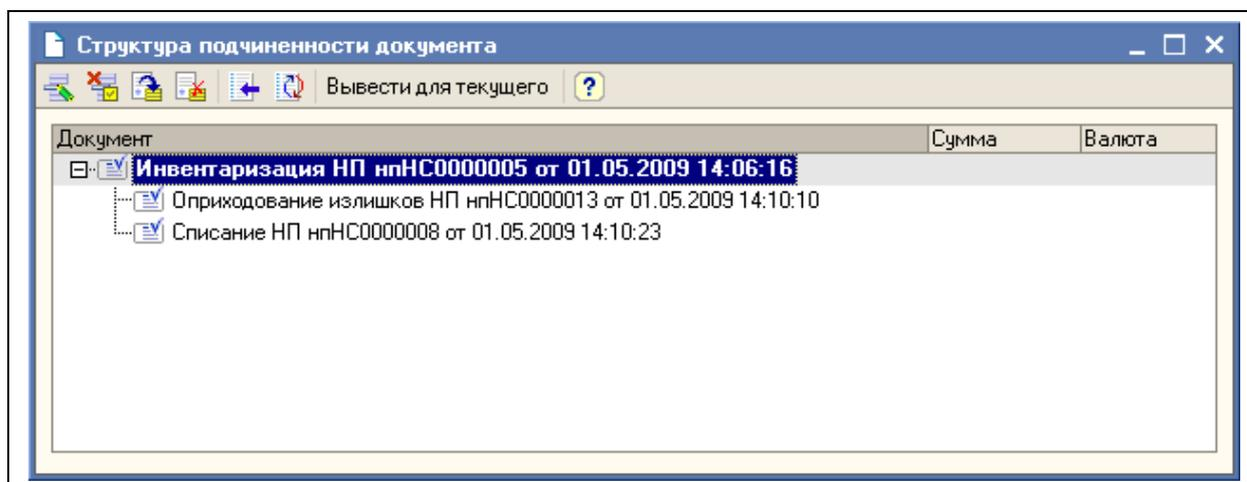 Структура подчиненности документа
Вывести для текущего ?
Документ Сумма Валюта
Инвентаризация НП нпНС0000005 от 01.05.2009 14:06:16
Оприходование излишков НП нпНС0000013 от 01.05.2009 14:10:10
Списание НП нпНС0000008 от 01.05.2009 14:10:23